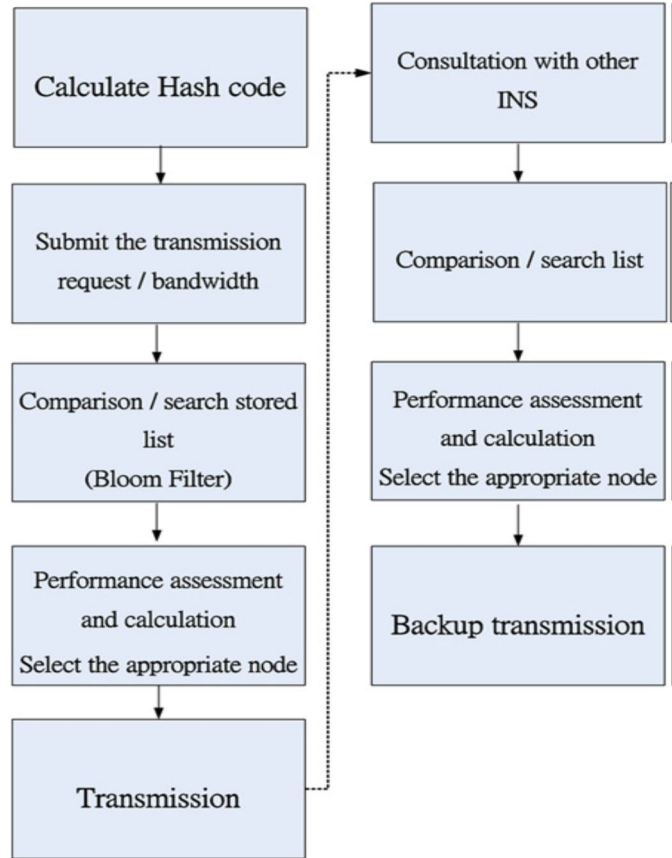 Calculate Hash code
Submit the transmission
request / bandwidth
Comparison / search stored
list
(Bloom Filter)
Performance assessment
and calculation
Select the appropriate node
Transmission
Consultation with other
INS
Comparison / search list
Performance assessment
and calculation
Select the appropriate node
Backup transmission